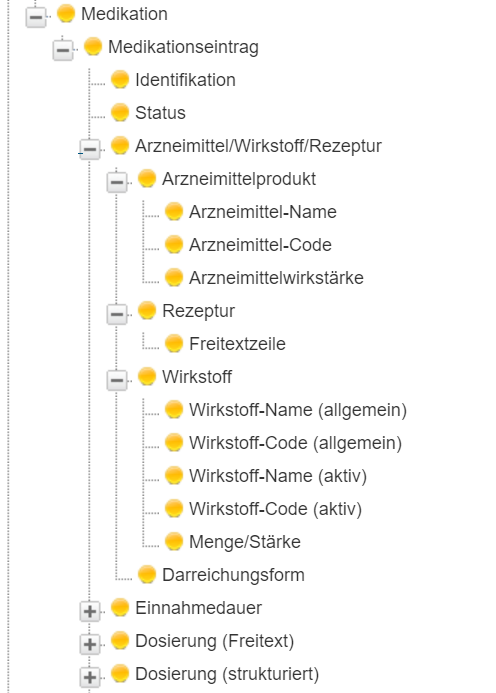 Medikation
Medikationseintrag
Identifikation
Status
Arzneimittel/Wirkstoff/Rezeptur
Arzneimittelprodukt
Arzneimittel-Name
Arzneimittel-Code
Arzneimittelwirkstärke
Rezeptur
Freitextzeile
Wirkstoff
Wirkstoff-Name (allgemein)
Wirkstoff-Code (allgemein)
Wirkstoff-Name (aktiv)
Wirkstoff-Code (aktiv)
Menge/Stärke
Darreichungsform
Einnahmedauer
Dosierung (Freitext)
Dosierung (strukturiert)